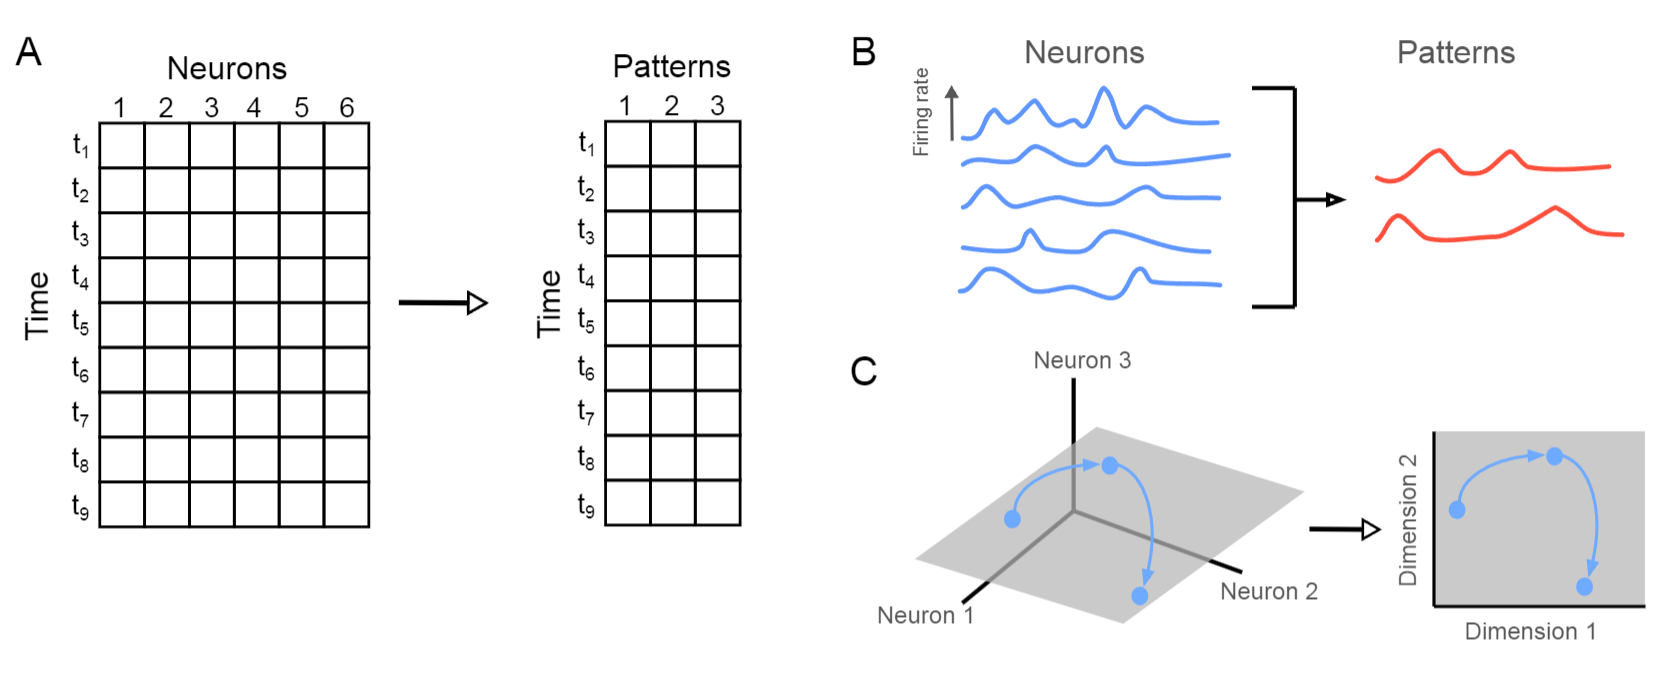 A
Neurons
1 2 3 4 5 6
Time
t1
t2
t3
t4
t5
t6
t7
t8
t9
Patterns
1 2 3
Time
t1
t2
t3
t4
t5
t6
t7
t8
t9
B
Neurons
Patterns
Firing rate
C
Neuron 3
Neuron 2
Neuron 1
Dimension 2
Dimension 1